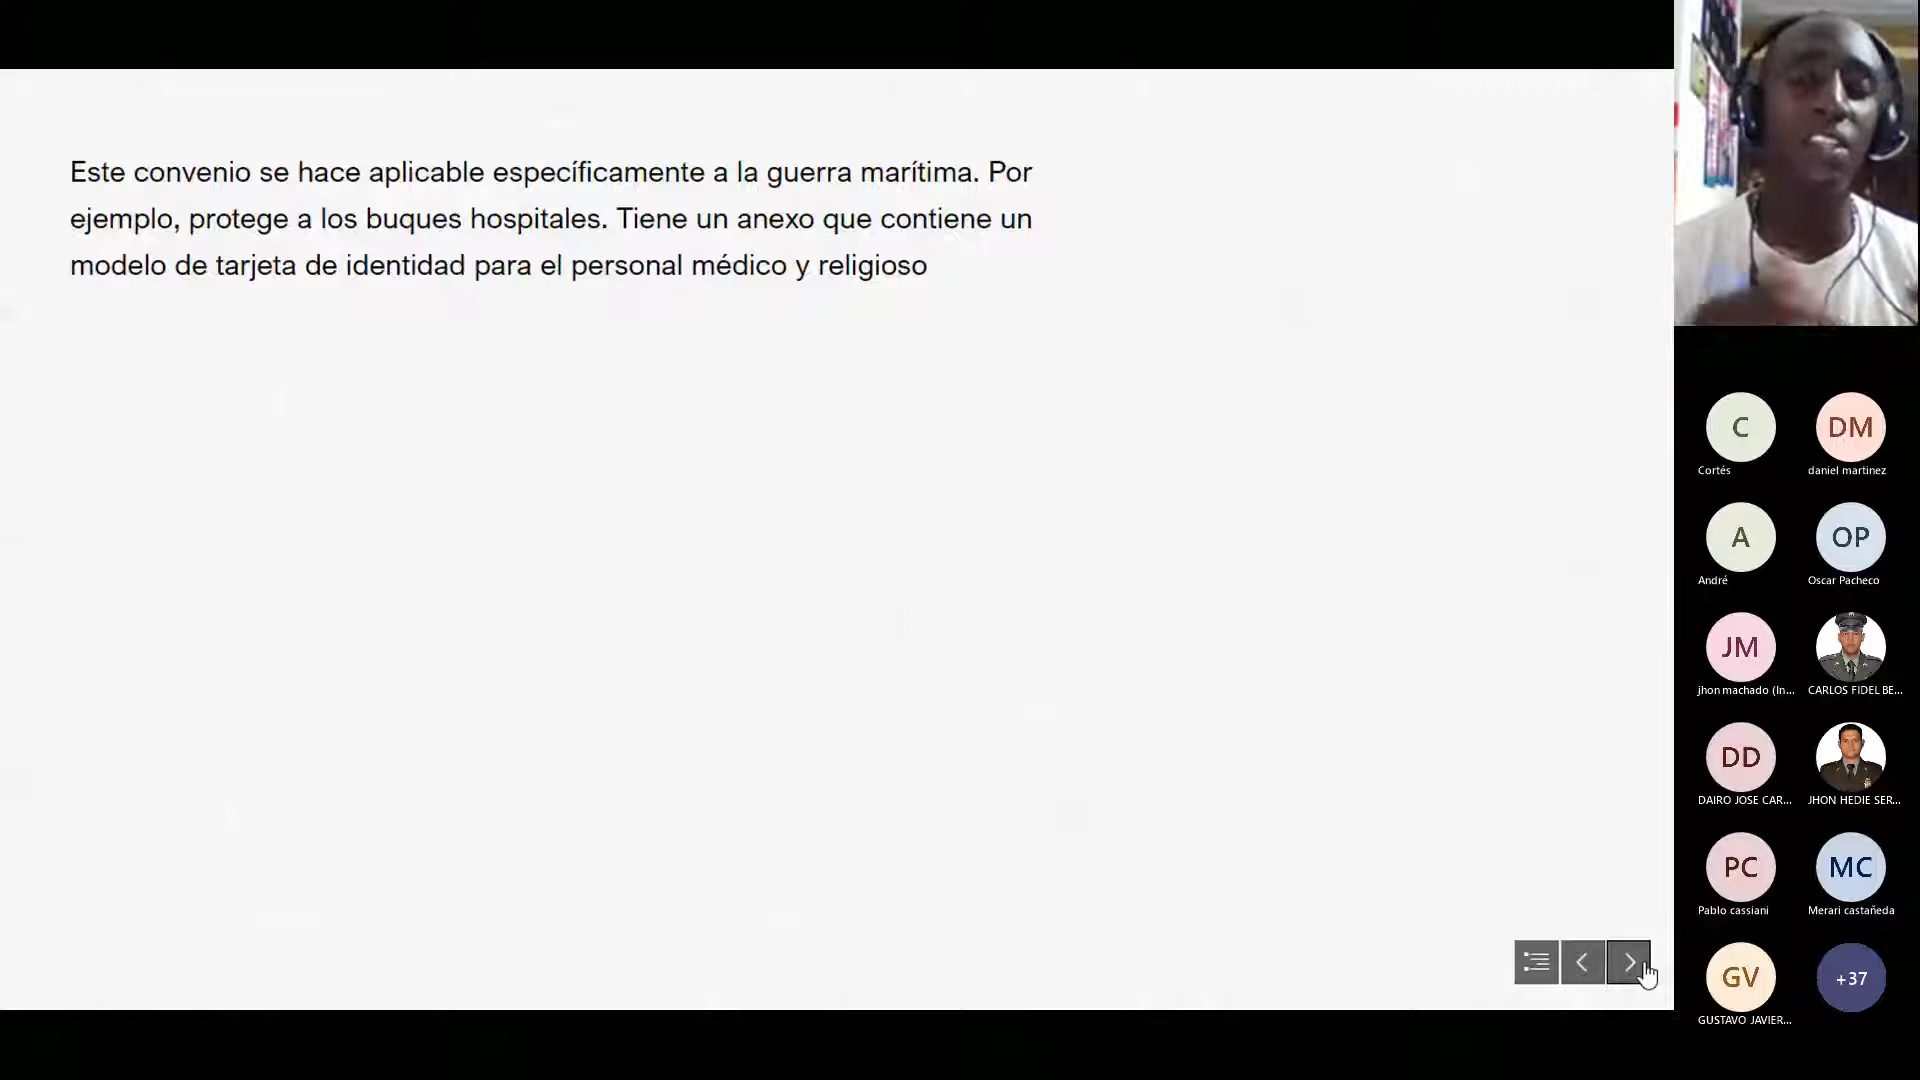 Este convenio se hace aplicable específicamente a la guerra marítima. Por
ejemplo, protege a los buques hospitales. Tiene un anexo que contiene un
modelo de tarjeta de identidad para el personal médico y religioso
C
DM
Cortés
daniel martinez
A
OP
André
Oscar Pacheco
JM
jhon machado (In...
CARLOS FIDEL BE...
DD
DAIRO JOSE CAR...
JHON HEDIE SER...
PC
MC
Pablo cassiani
Merari castañeda
GV
+37
GUSTAVO JAVIER...